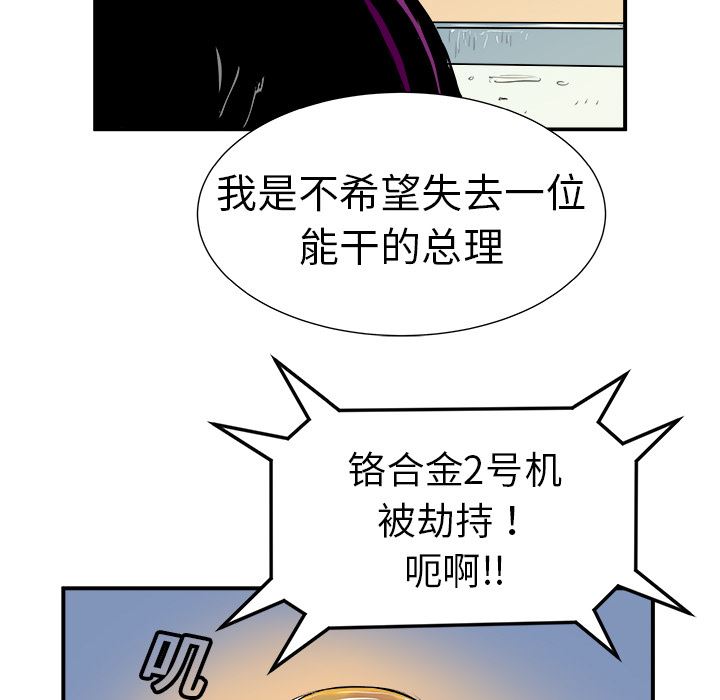 我是不希望失去一位
能干的总理
铬合金2号机
被劫持！
呃啊!!
叽